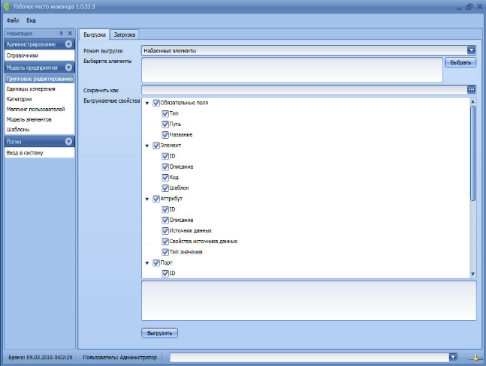 Рабочее место инженера 1.0.33.3
Файл Вид
Навигация
Администрирование
Справочники
Модель предприятия
Групповое редактирование
Единицы измерения
Категории
Маппинг пользователей
Модель элементов
Шаблоны
Логин
Вход в систему
Выгрузка Загрузка
Режим выгрузки Найденные элементы
Выберите элементы Выбрать
Сохранить как:
Выгружаемые свойства Обязательные поля
Тип
Путь
Название
Элемент
ID
Описание
Код
Шаблон
Атрибут
ID
Описание
Источник данных
Свойства источника данных
Тип значения
Порт
ID
Выгрузить
Время: 09.03.2015 0:02:29 Пользователь: Администратор